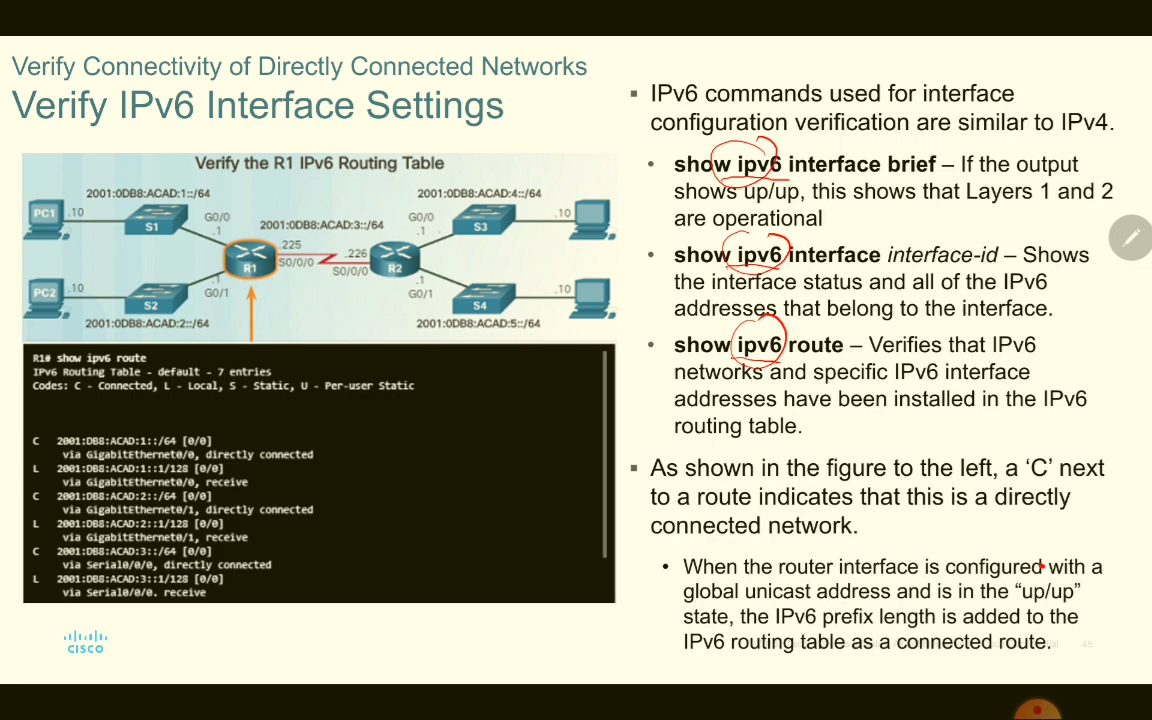 Verify Connectivity of Directly Connected Networks
Verify IPv6 Interface Settings
Verify the R1 IPv6 Routing Table
2001:0DB8:ACAD:1::/64
2001:0DB8:ACAD:4::/64
PC1
.10
S1
G0/0
.1
2001:0DB8:ACAD:3::/64
G0/0
.1
S3
.10
R1
.225
S0/0/0
.226
S0/0/0
R2
PC2
.10
S2
G0/1
.1
G0/1
S4
.10
2001:0DB8:ACAD:2::/64
2001:0DB8:ACAD:5::/64
R1# show ipv6 route
IPv6 Routing Table - default - 7 entries
Codes: C - Connected, L - Local, S - Static, U - Per-user Static
C 2001:DB8:ACAD:1::/64 [0/0]
via GigabitEthernet0/0, directly connected
L 2001:DB8:ACAD:1::1/128 [0/0]
via GigabitEthernet0/0, receive
C 2001:DB8:ACAD:2::/64 [0/0]
via GigabitEthernet0/1, directly connected
L 2001:DB8:ACAD:2::1/128 [0/0]
via GigabitEthernet0/1, receive
C 2001:DB8:ACAD:3::/64 [0/0]
via Serial0/0/0, directly connected
L 2001:DB8:ACAD:3::1/128 [0/0]
via Serial0/0/0. receive
CISCO
▪ IPv6 commands used for interface
configuration verification are similar to IPv4.
• show ipv6 interface brief – If the output
shows up/up, this shows that Layers 1 and 2
are operational
• show ipv6 interface interface-id – Shows
the interface status and all of the IPv6
addresses that belong to the interface.
• show ipv6 route – Verifies that IPv6
networks and specific IPv6 interface
addresses have been installed in the IPv6
routing table.
▪ As shown in the figure to the left, a ‘C’ next
to a route indicates that this is a directly
connected network.
• When the router interface is configured with a
global unicast address and is in the “up/up”
state, the IPv6 prefix length is added to the
IPv6 routing table as a connected route.
45